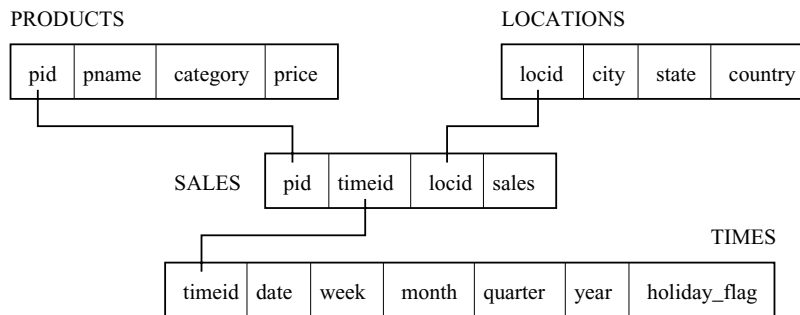 PRODUCTS LOCATIONS
pid pname category price locid city state country
SALES pid timeid locid sales
TIMES
timeid date week month quarter year holiday_flag